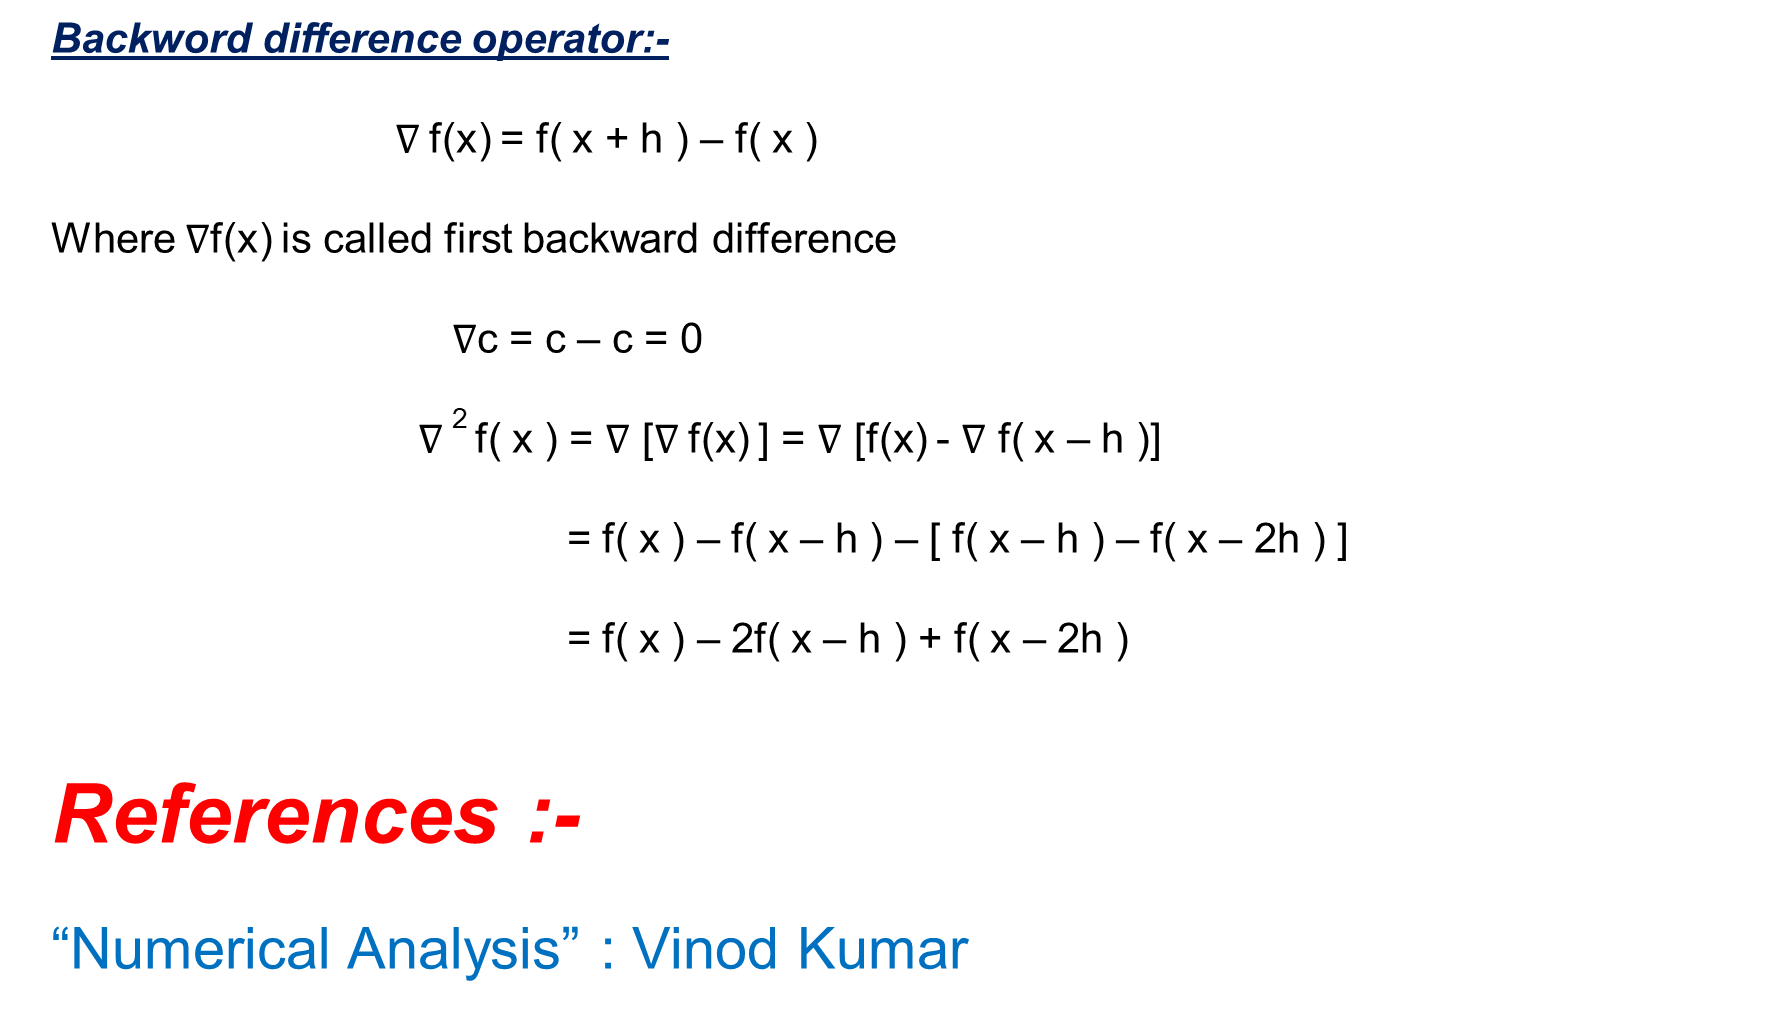 Backword difference operator:-
∇ f(x) = f( x + h ) – f( x )
Where ∇f(x) is called first backward difference
∇c = c – c = 0
∇ ² f( x ) = ∇ [∇ f(x) ] = ∇ [f(x) - ∇ f( x – h )]
= f( x ) – f( x – h ) – [ f( x – h ) – f( x – 2h ) ]
= f( x ) – 2f( x – h ) + f( x – 2h )
References :-
“Numerical Analysis” : Vinod Kumar